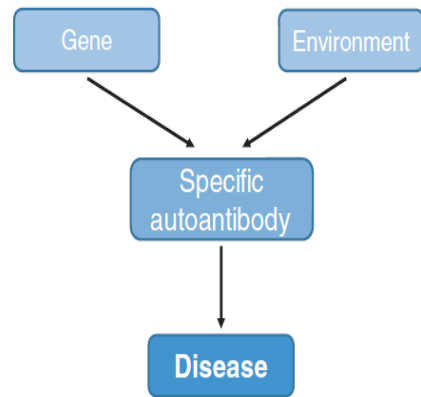 Gene
Environment
Specific
autoantibody
Disease